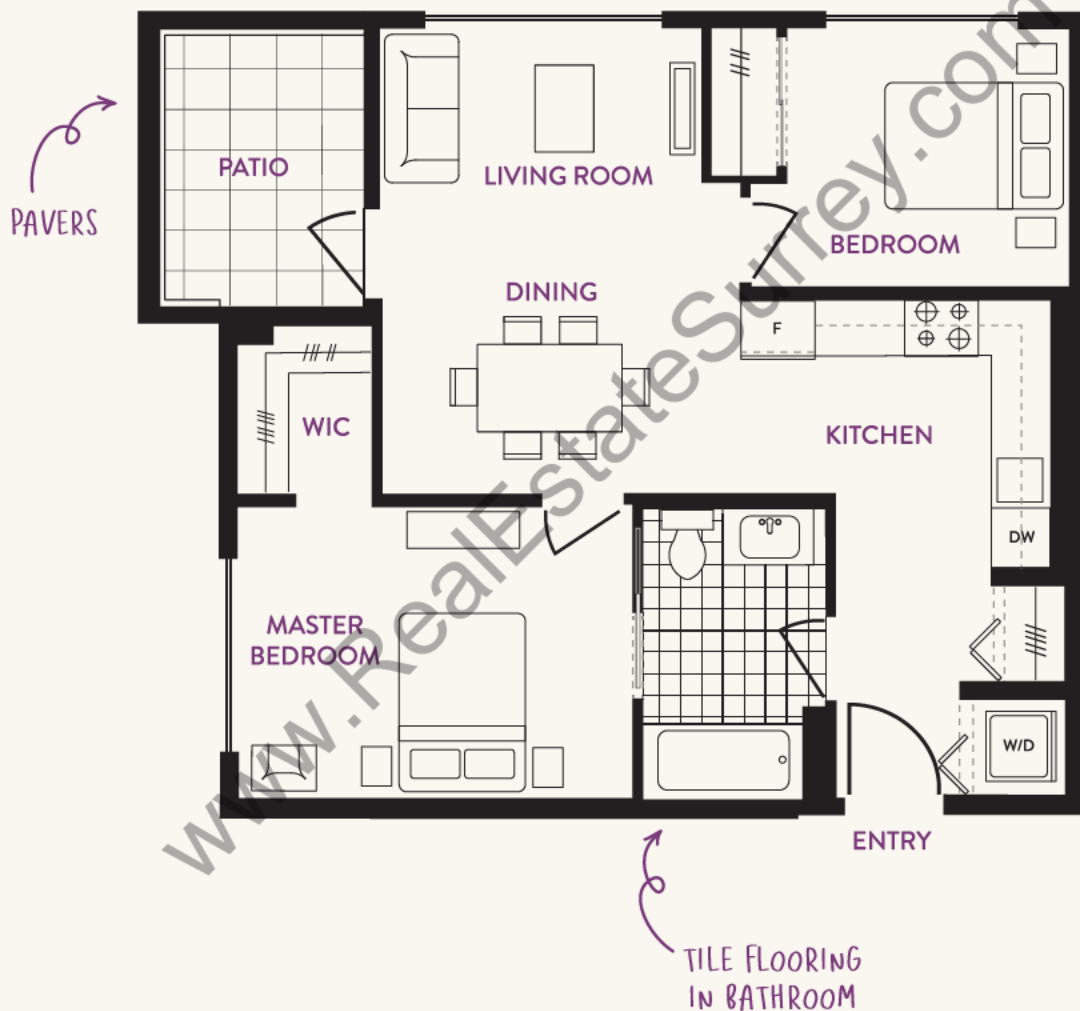 PATIO
LIVING ROOM
PAVERS
BEDROOM
DINING
F
WIC
KITCHEN
DW
MASTER
BEDROOM
W/D
ENTRY
TILE FLOORING
IN BATHROOM
www.RealEstateSurrey.com